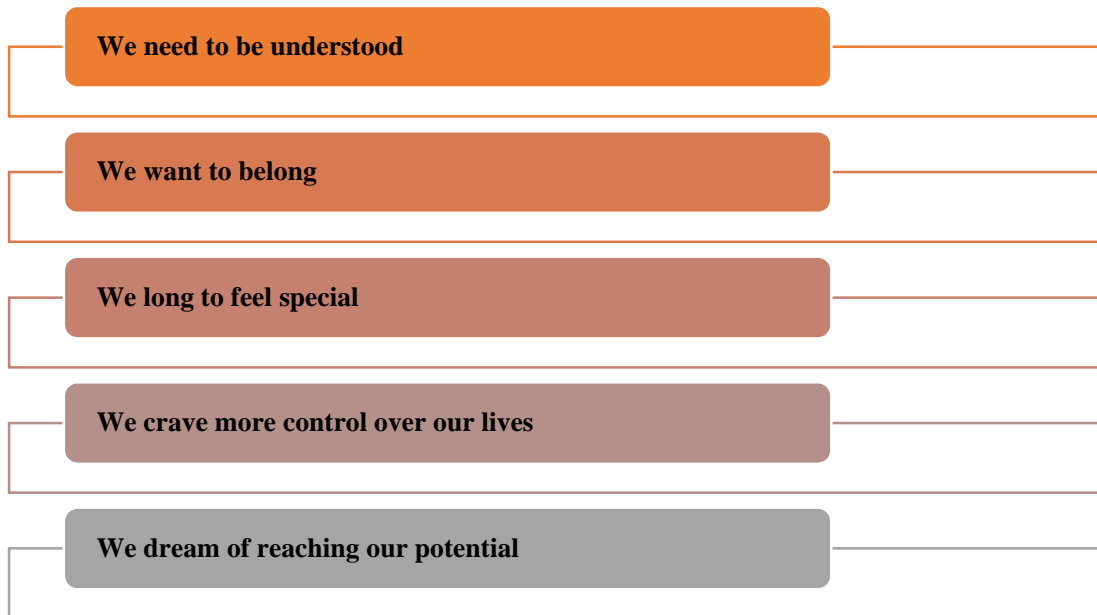 We need to be understood
We want to belong
We long to feel special
We crave more control over our lives
We dream of reaching our potential